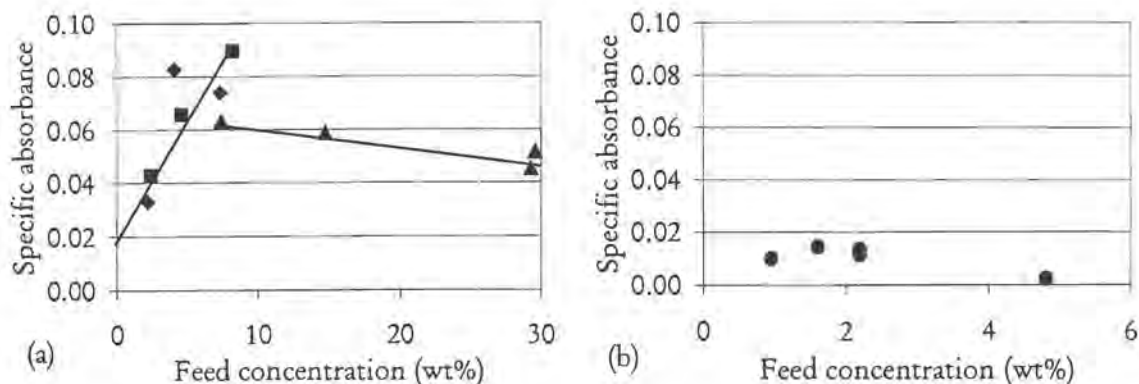 Specific absorbance
0.10
0.08
0.06
0.04
0.02
0.00
0 10 20 30
(a) Feed concentration (wt%)
Specific absorbance
0.10
0.08
0.06
0.04
0.02
0.00
0 2 4 6
(b) Feed concentration (wt%)